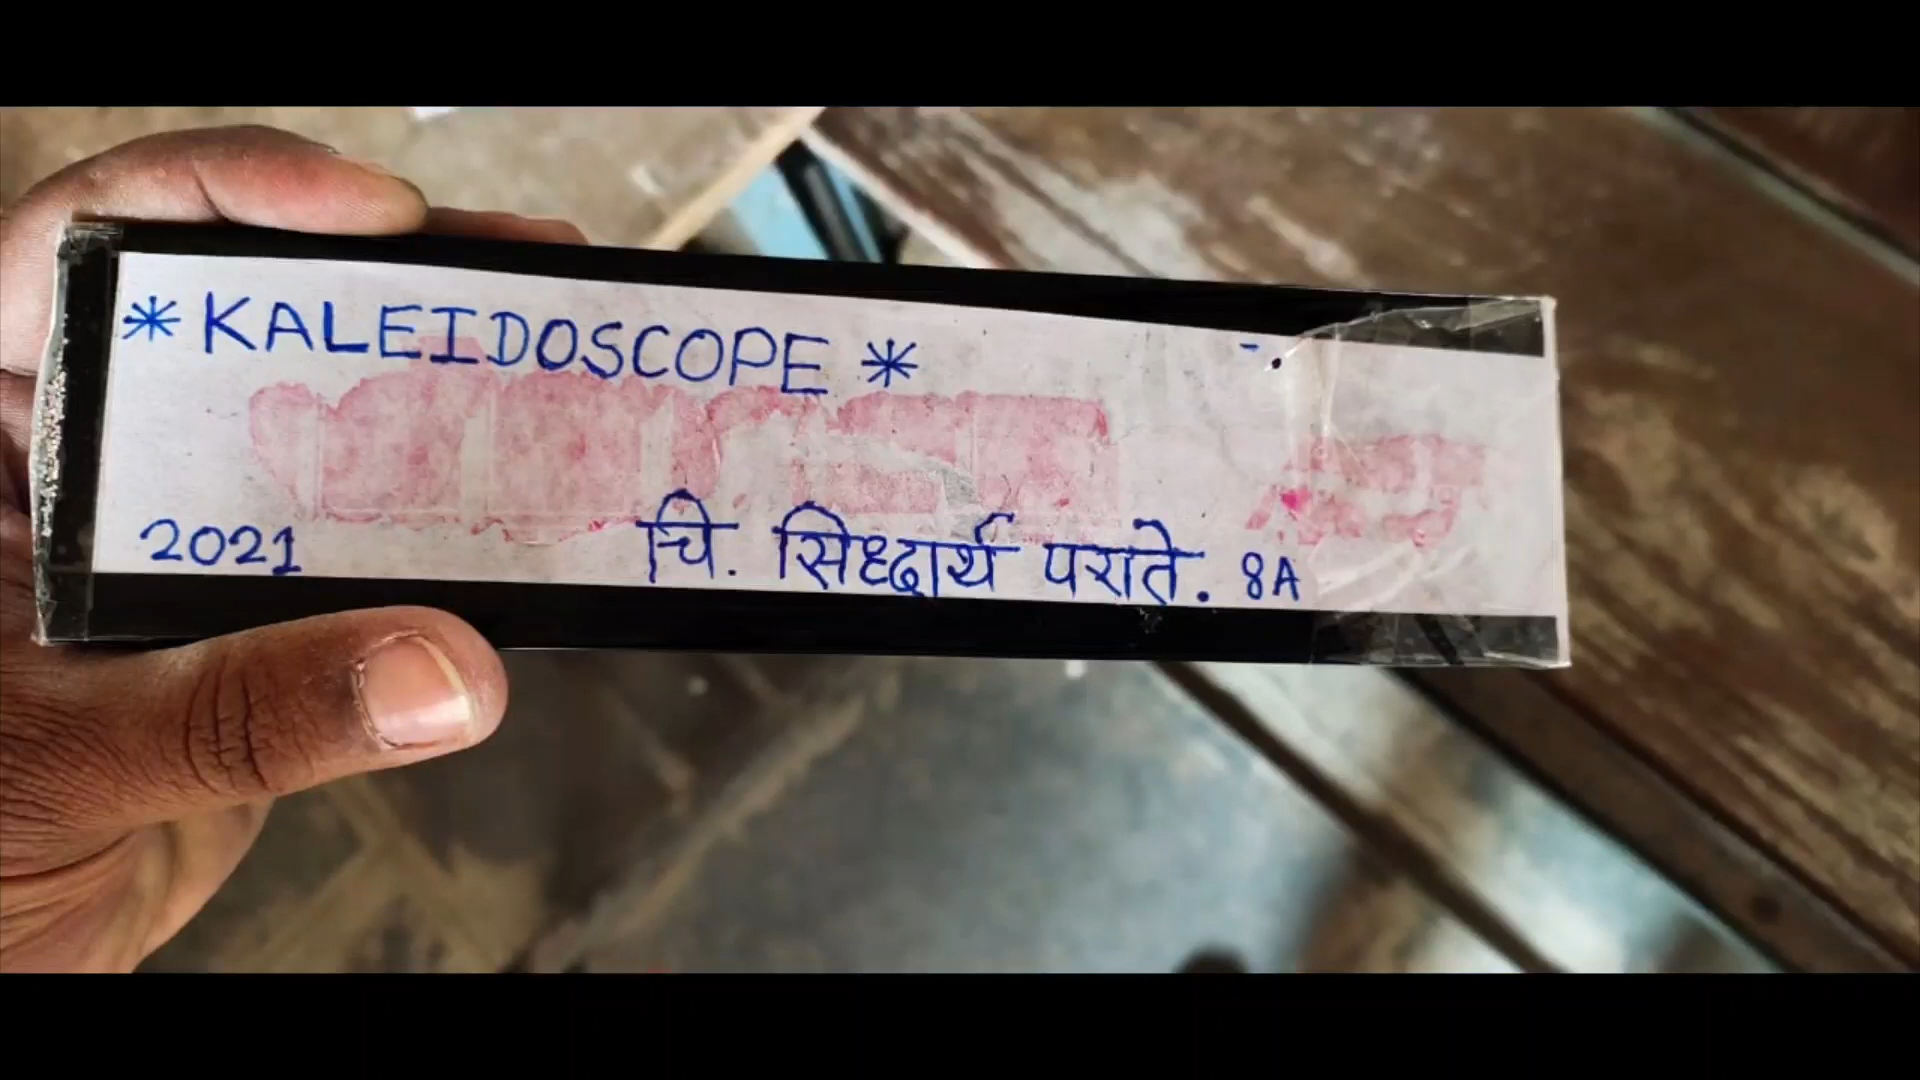 * KALEIDOSCOPE *
2021 चि. सिध्दार्थ पराते. 8A